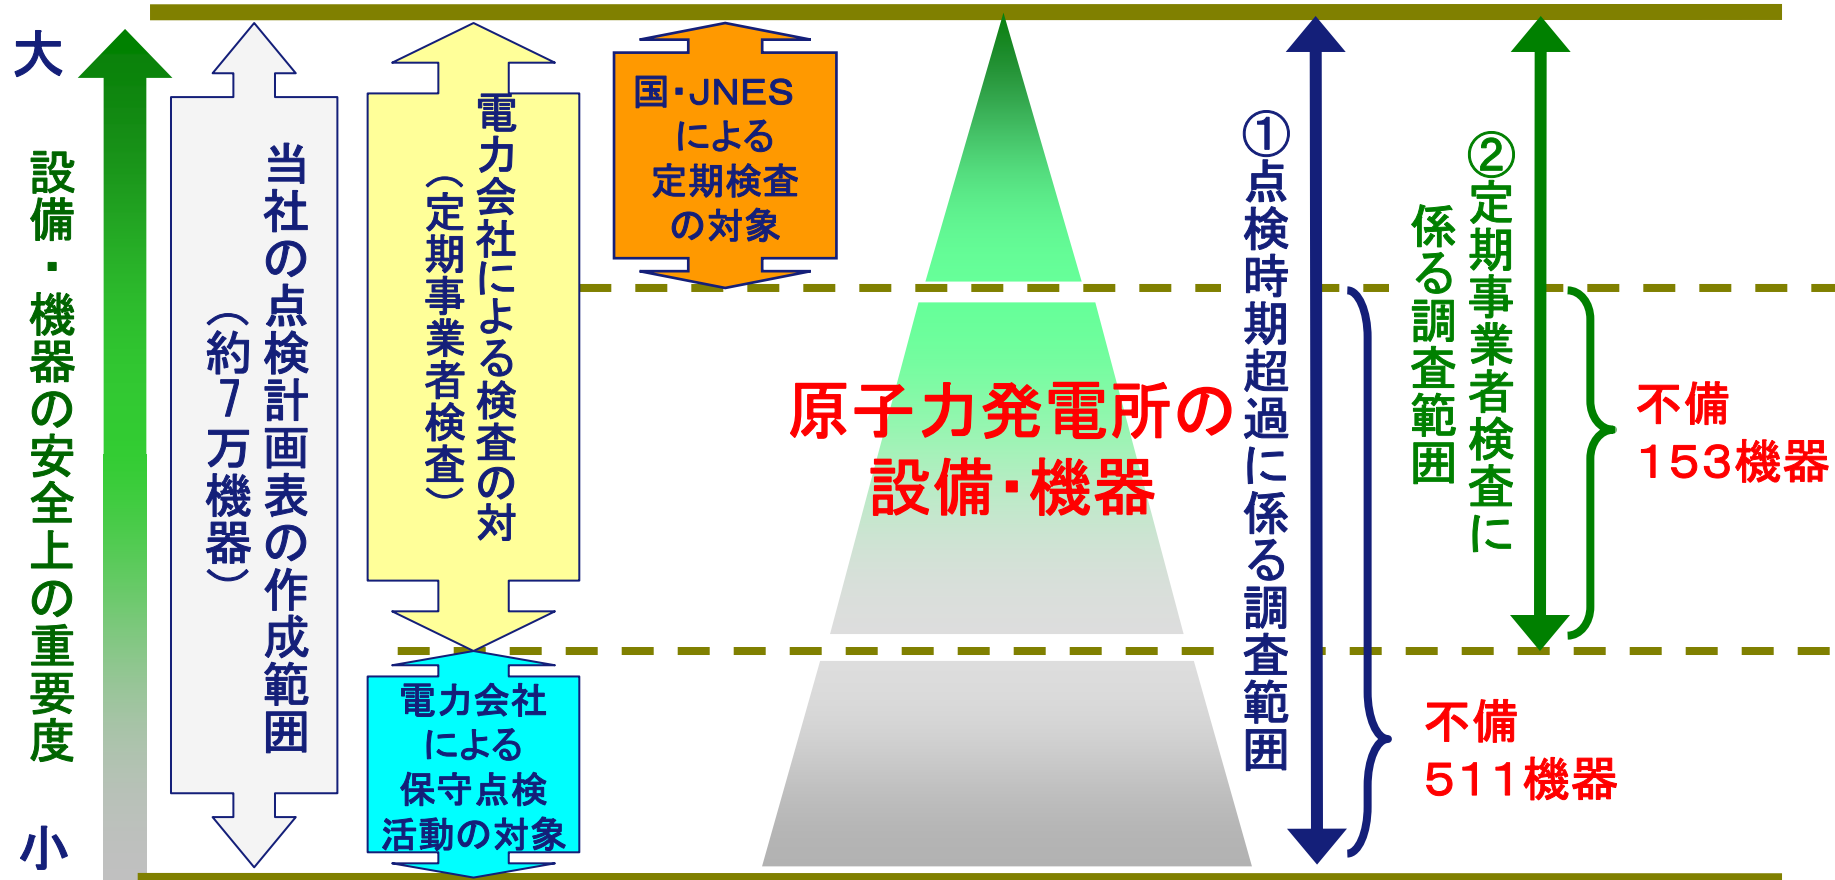 大
設備・機器の安全上の重要度
小
当社の点検計画表の作成範囲
（約７万機器）
電力会社による検査の対
（定期事業者検査）
国・JNES
による
定期検査
の対象
電力会社
による
保守点検
活動の対象
原子力発電所の
設備・機器
①点検時期超過に係る調査範囲
②定期事業者検査に
係る調査範囲
不備
153機器
不備
511機器